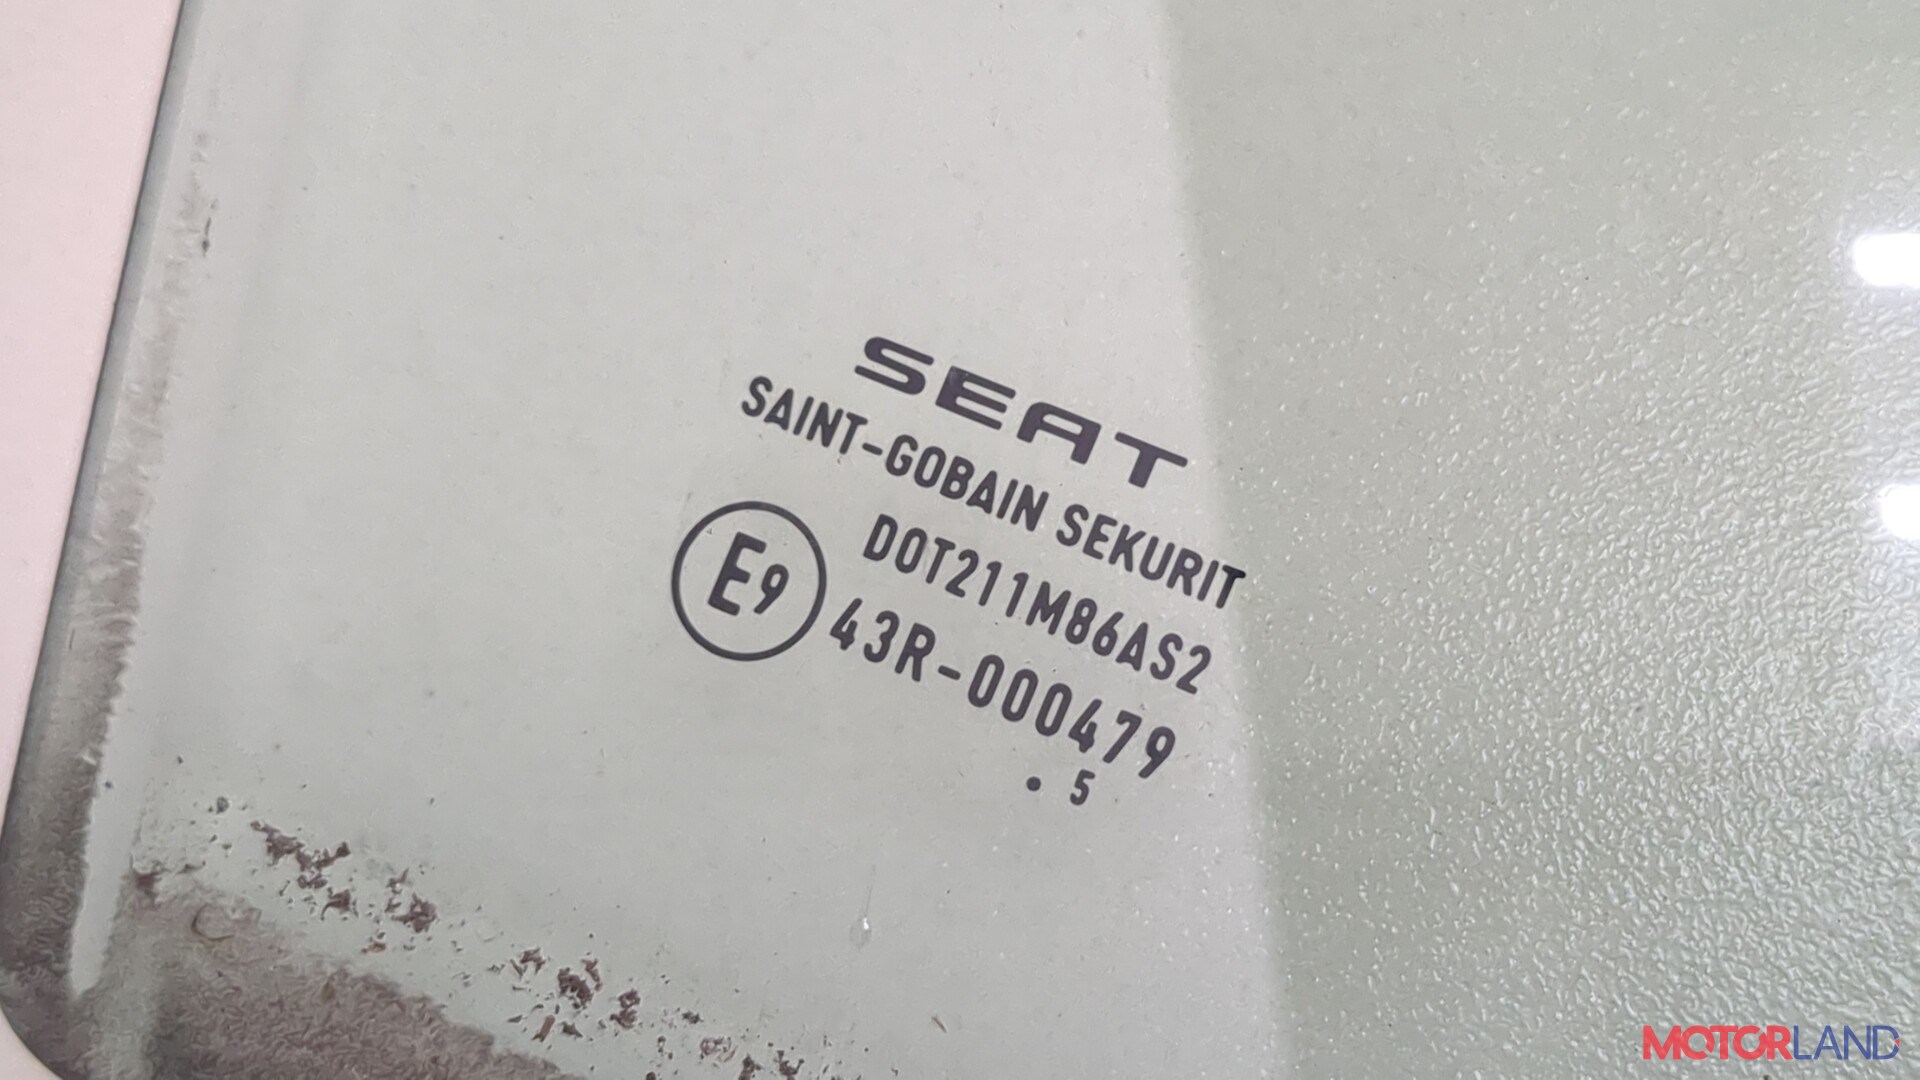 SEAT
SAINT-GOBAIN SEKURIT
E9
DOT211M86AS2
43R-000479
. 5
MOTORLAND